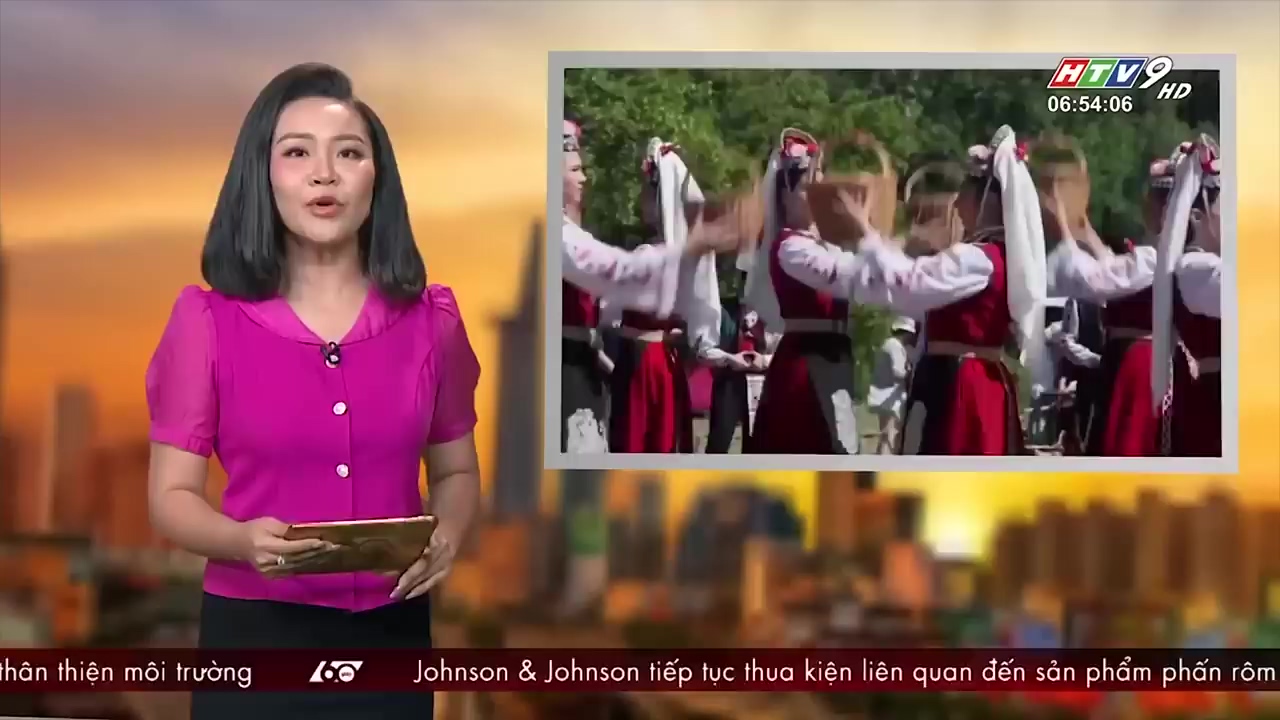 HTV9 HD
06:54:06
thân thiện môi trường 60 Johnson & Johnson tiếp tục thua kiện liên quan đến sản phẩm phấn rôm